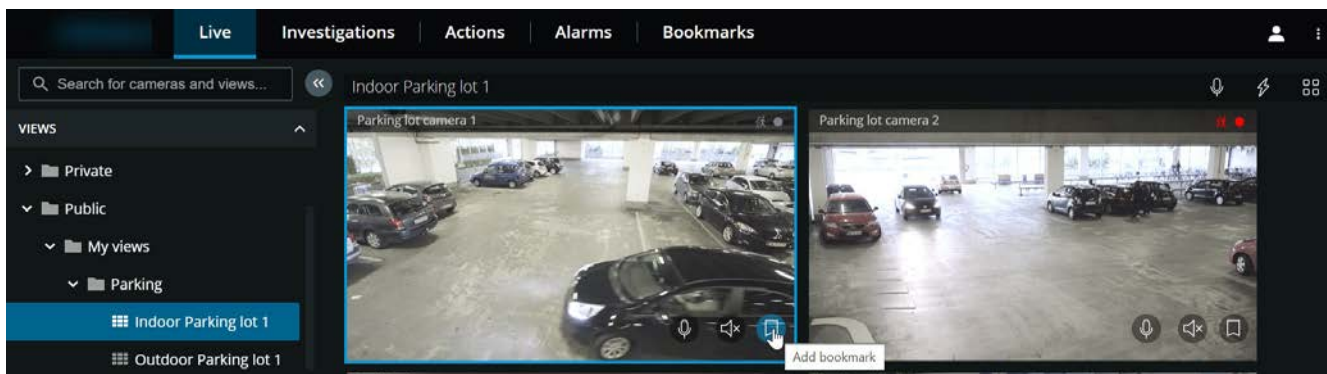 Live Investigations Actions Alarms Bookmarks
Search for cameras and views...
Indoor Parking lot 1
VIEWS
Private
Public
My views
Parking
Indoor Parking lot 1
Outdoor Parking lot 1
Parking lot camera 1
Parking lot camera 2
Add bookmark